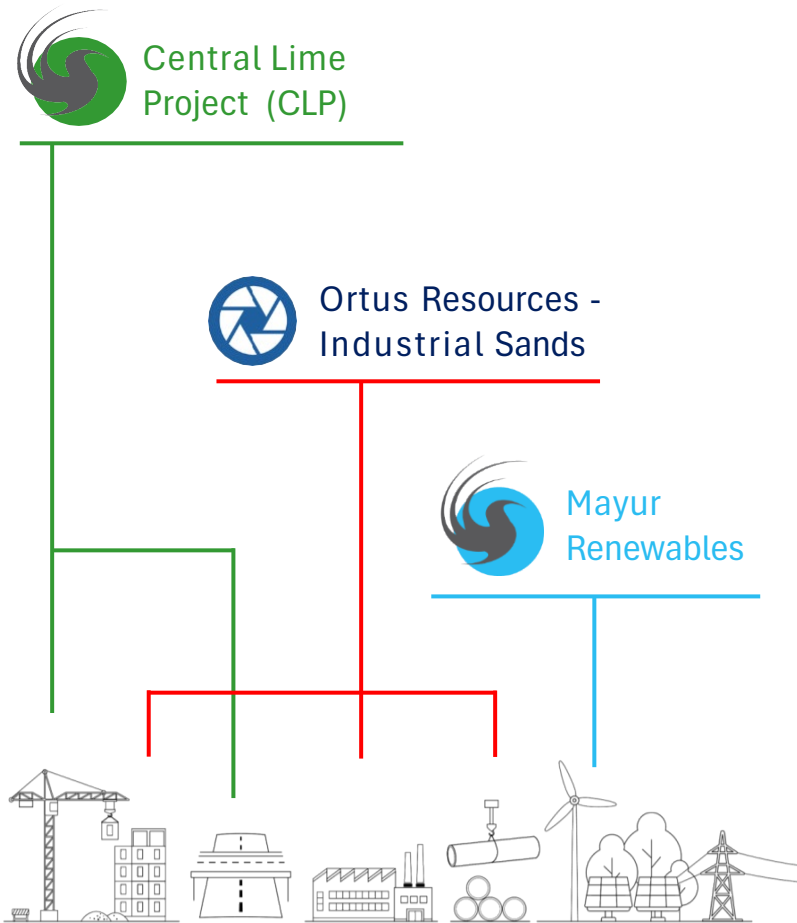 Central Lime
Project (CLP)
Ortus Resources -
Industrial Sands
Mayur
Renewables